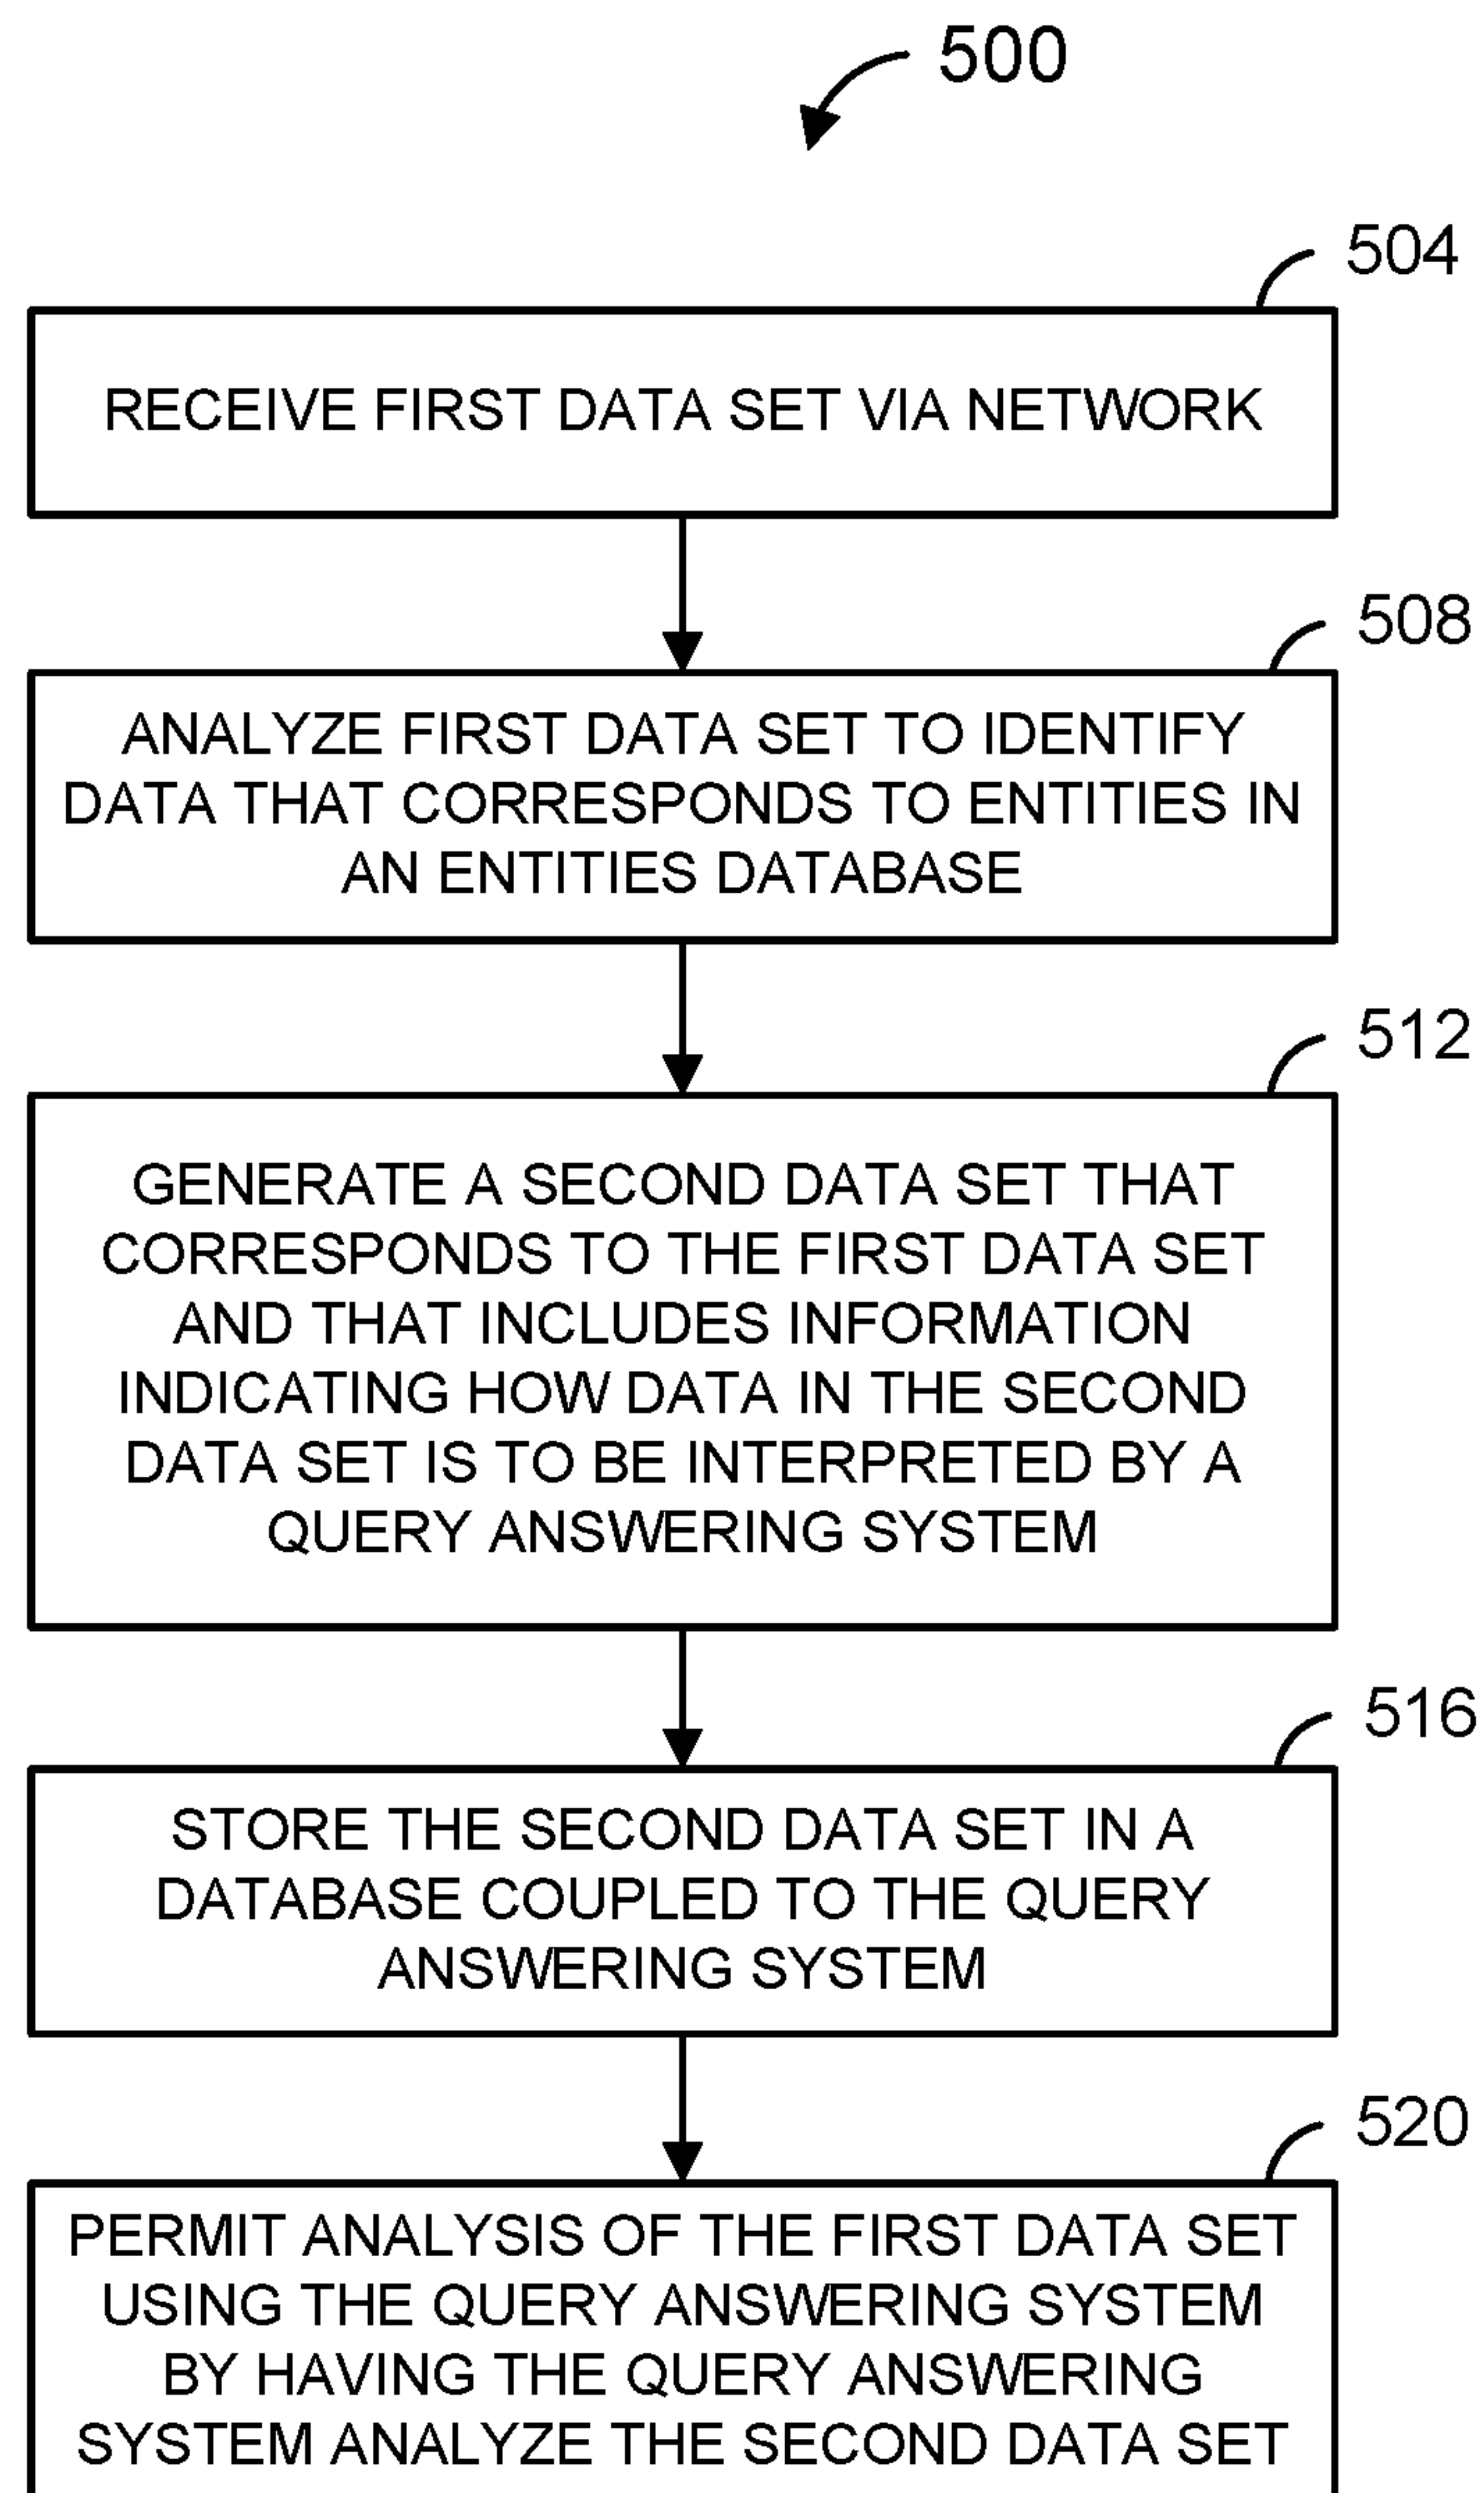 500
504
RECEIVE FIRST DATA SET VIA NETWORK
508
ANALYZE FIRST DATA SET TO IDENTIFY
DATA THAT CORRESPONDS TO ENTITIES IN
AN ENTITIES DATABASE
512
GENERATE A SECOND DATA SET THAT
CORRESPONDS TO THE FIRST DATA SET
AND THAT INCLUDES INFORMATION
INDICATING HOW DATA IN THE SECOND
DATA SET IS TO BE INTERPRETED BY A
QUERY ANSWERING SYSTEM
516
STORE THE SECOND DATA SET IN A
DATABASE COUPLED TO THE QUERY
ANSWERING SYSTEM
520
PERMIT ANALYSIS OF THE FIRST DATA SET
USING THE QUERY ANSWERING SYSTEM
BY HAVING THE QUERY ANSWERING
SYSTEM ANALYZE THE SECOND DATA SET